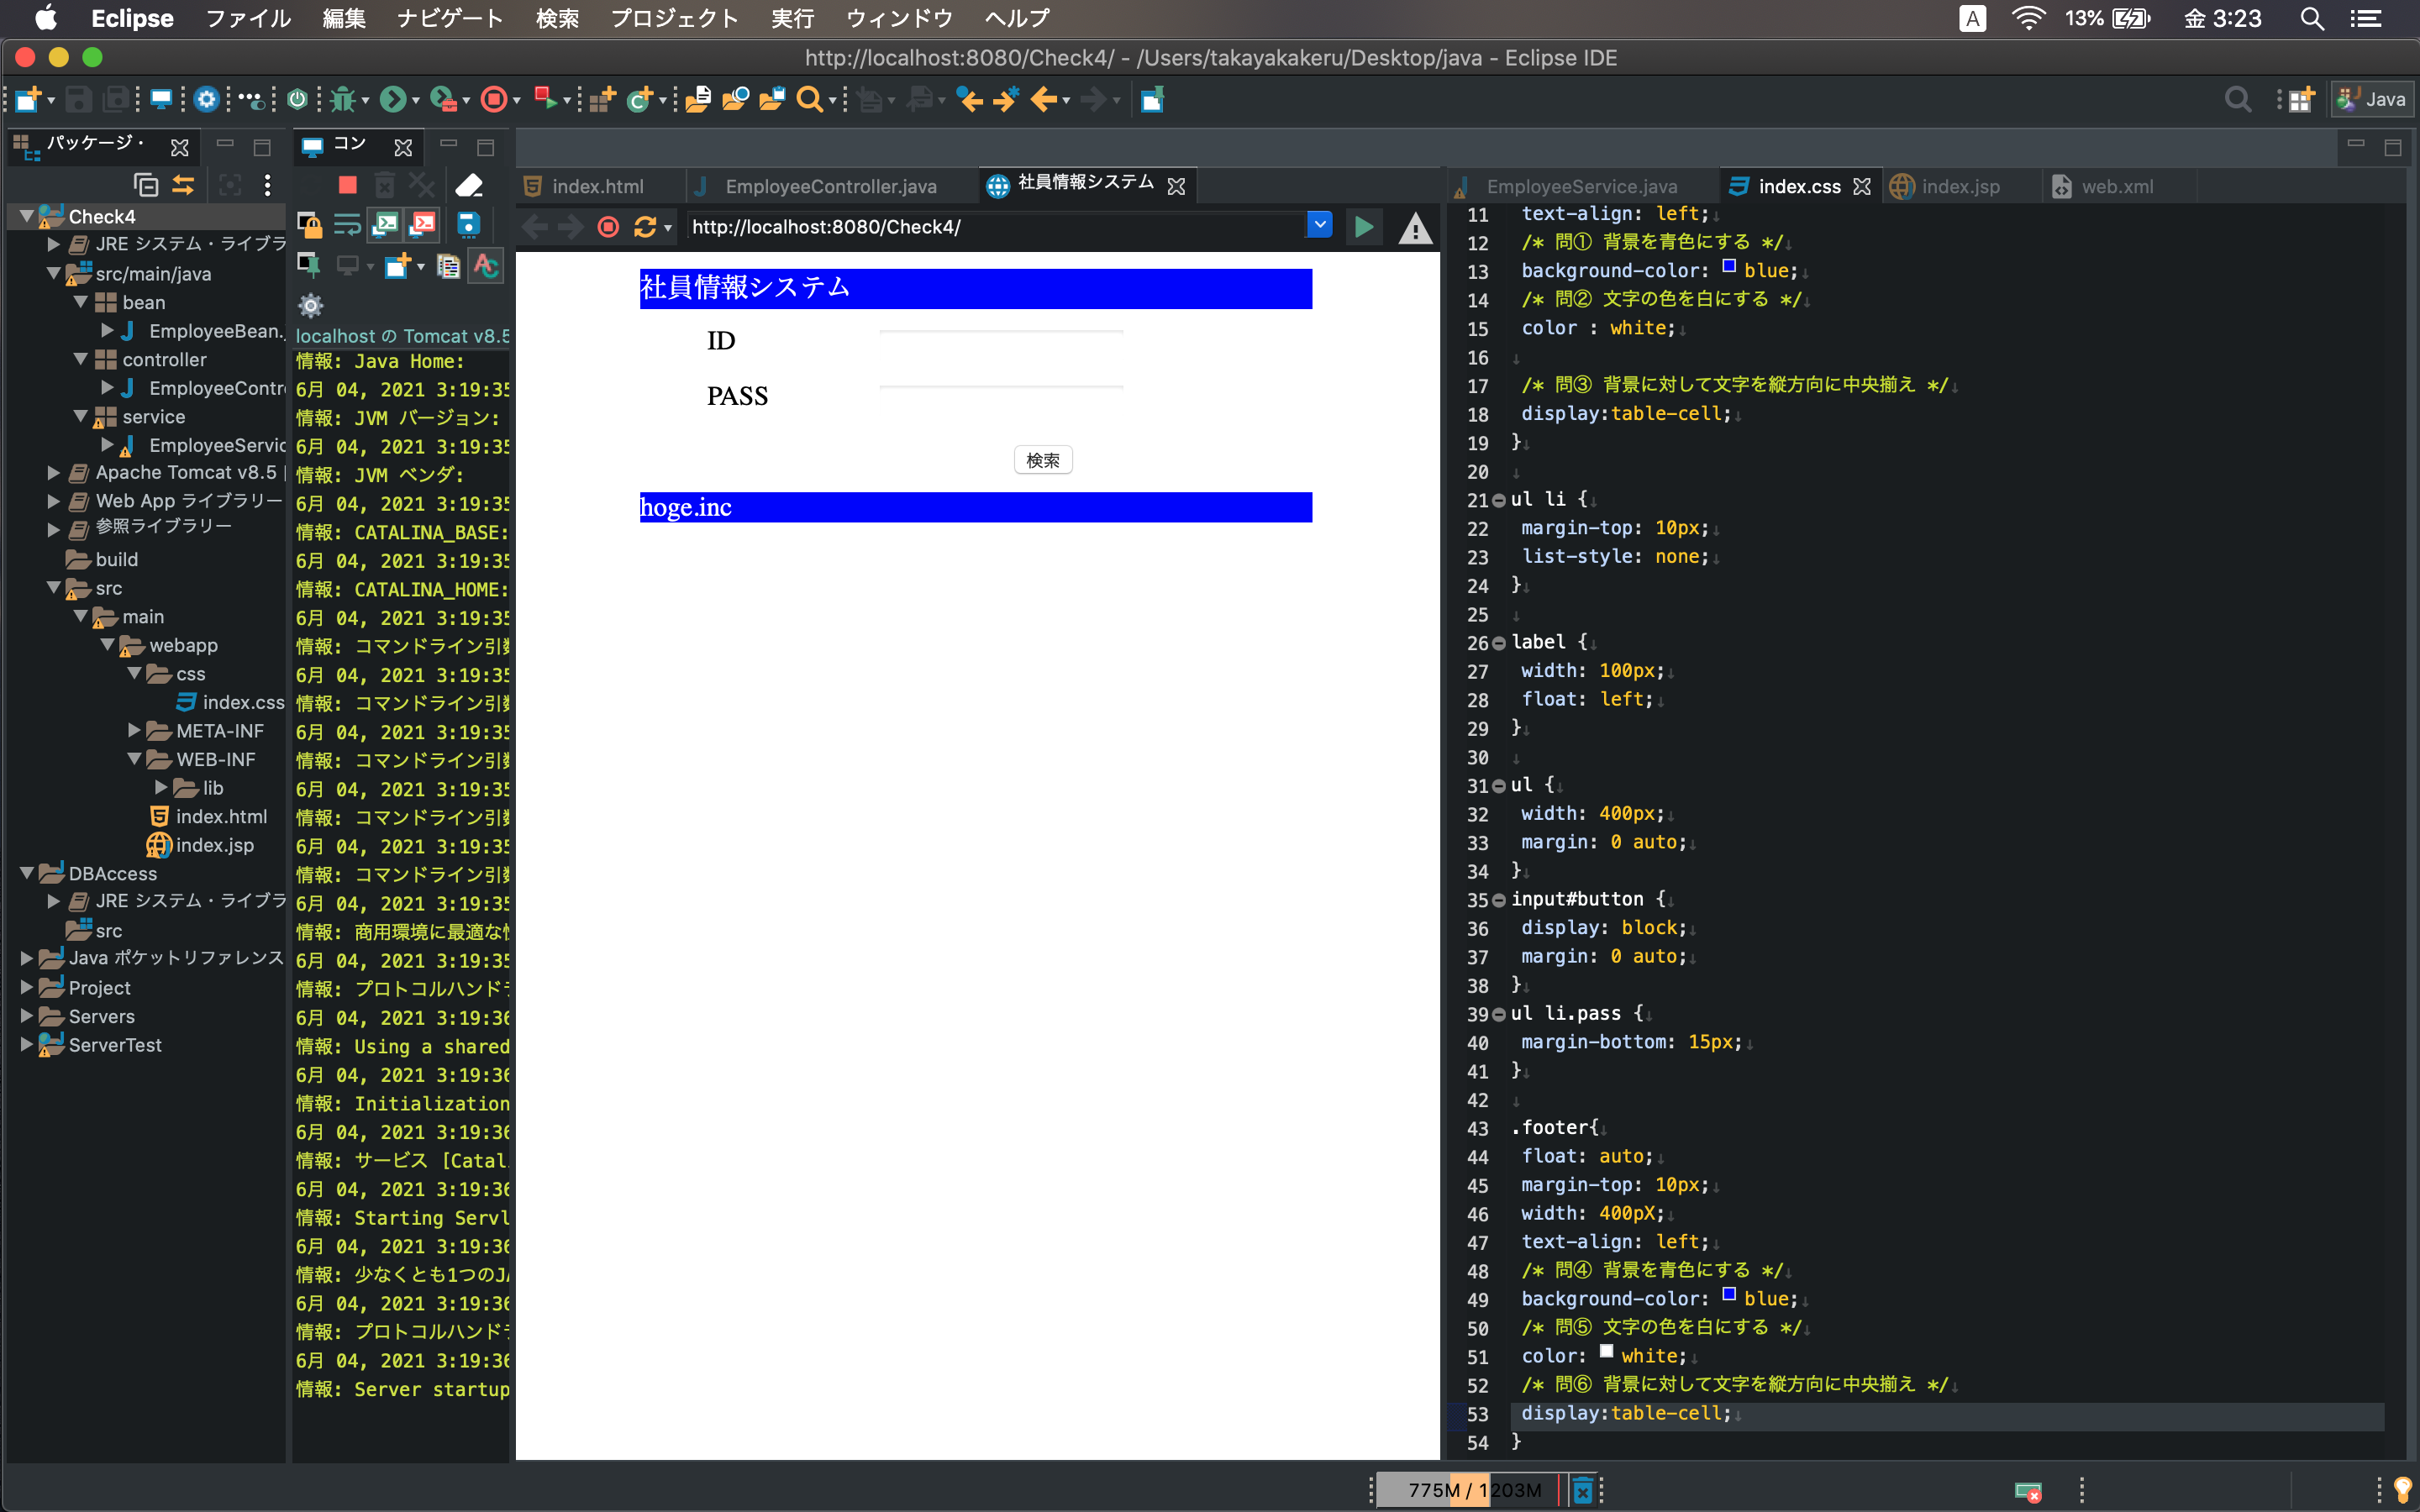 Eclipse ファイル 編集 ナビゲート 検索 プロジェクト 実行 ウィンドウ ヘルプ A 13% 金 3:23
http://localhost:8080/Check4/ - /Users/takayakakeru/Desktop/java - Eclipse IDE
Java
パッケージ・
Check4
JRE システム・ライブラ
src/main/java
bean
EmployeeBean.
controller
EmployeeContr
service
EmployeeServic
Apache Tomcat v8.5
Web App ライブラリー
参照ライブラリー
build
src
main
webapp
css
index.css
META-INF
WEB-INF
lib
index.html
index.jsp
DBAccess
JRE システム・ライブラ
src
Java ポケットリファレンス
Project
Servers
ServerTest
コン
localhost の Tomcat v8.5
情報: Java Home:
6月 04, 2021 3:19:35
情報: JVM バージョン:
6月 04, 2021 3:19:35
情報: JVM ベンダ:
6月 04, 2021 3:19:35
情報: CATALINA_BASE:
6月 04, 2021 3:19:35
情報: CATALINA_HOME:
6月 04, 2021 3:19:35
情報: コマンドライン引数
6月 04, 2021 3:19:35
情報: コマンドライン引数
6月 04, 2021 3:19:35
情報: コマンドライン引数
6月 04, 2021 3:19:35
情報: コマンドライン引数
6月 04, 2021 3:19:35
情報: コマンドライン引数
6月 04, 2021 3:19:35
情報: 商用環境に最適な
6月 04, 2021 3:19:35
情報: プロトコルハンドラ
6月 04, 2021 3:19:36
情報: Using a shared
6月 04, 2021 3:19:36
情報: Initialization
6月 04, 2021 3:19:36
情報: サービス [Catal
6月 04, 2021 3:19:36
情報: Starting Servl
6月 04, 2021 3:19:36
情報: 少なくとも1つのJA
6月 04, 2021 3:19:36
情報: プロトコルハンドラ
6月 04, 2021 3:19:36
情報: Server startup
index.html EmployeeController.java 社員情報システム
http://localhost:8080/Check4/
社員情報システム
ID
PASS
検索
hoge.inc
EmployeeService.java index.css index.jsp web.xml
11 text-align: left;↓
12 /* 問① 背景を青色にする */↓
13 background-color: blue;↓
14 /* 問② 文字の色を白にする */↓
15 color : white;↓
16 ↓
17 /* 問③ 背景に対して文字を縦方向に中央揃え */↓
18 display:table-cell;↓
19 }↓
20 ↓
21 ul li {↓
22 margin-top: 10px;↓
23 list-style: none;↓
24 }↓
25 ↓
26 label {↓
27 width: 100px;↓
28 float: left;↓
29 }↓
30 ↓
31 ul {↓
32 width: 400px;↓
33 margin: 0 auto;↓
34 }↓
35 input#button {↓
36 display: block;↓
37 margin: 0 auto;↓
38 }↓
39 ul li.pass {↓
40 margin-bottom: 15px;↓
41 }↓
42 ↓
43 .footer{↓
44 float: auto;↓
45 margin-top: 10px;↓
46 width: 400pX;↓
47 text-align: left;↓
48 /* 問④ 背景を青色にする */↓
49 background-color: blue;↓
50 /* 問⑤ 文字の色を白にする */↓
51 color: white;↓
52 /* 問⑥ 背景に対して文字を縦方向に中央揃え */↓
53 display:table-cell;↓
54 }
775M / 1203M